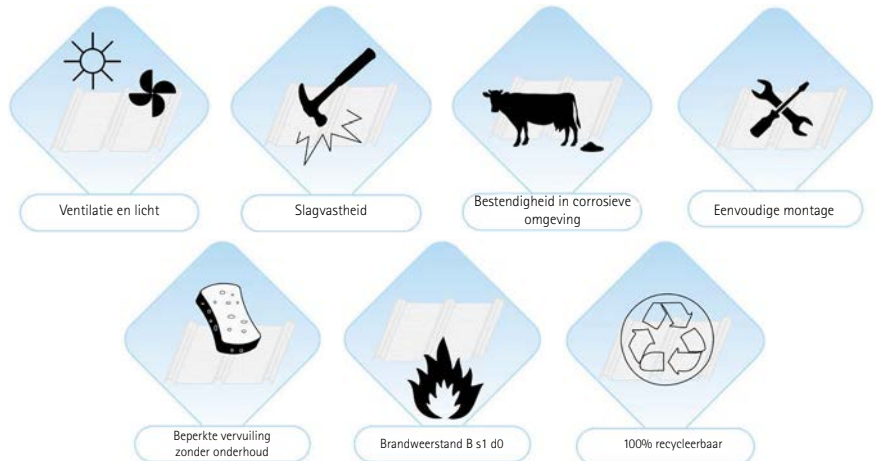 Ventilatie en licht
Slagvastheid
Bestendigheid in corrosieve
omgeving
Eenvoudige montage
Beperkte vervuiling
zonder onderhoud
Brandweerstand B s1 d0
100% recycleerbaar